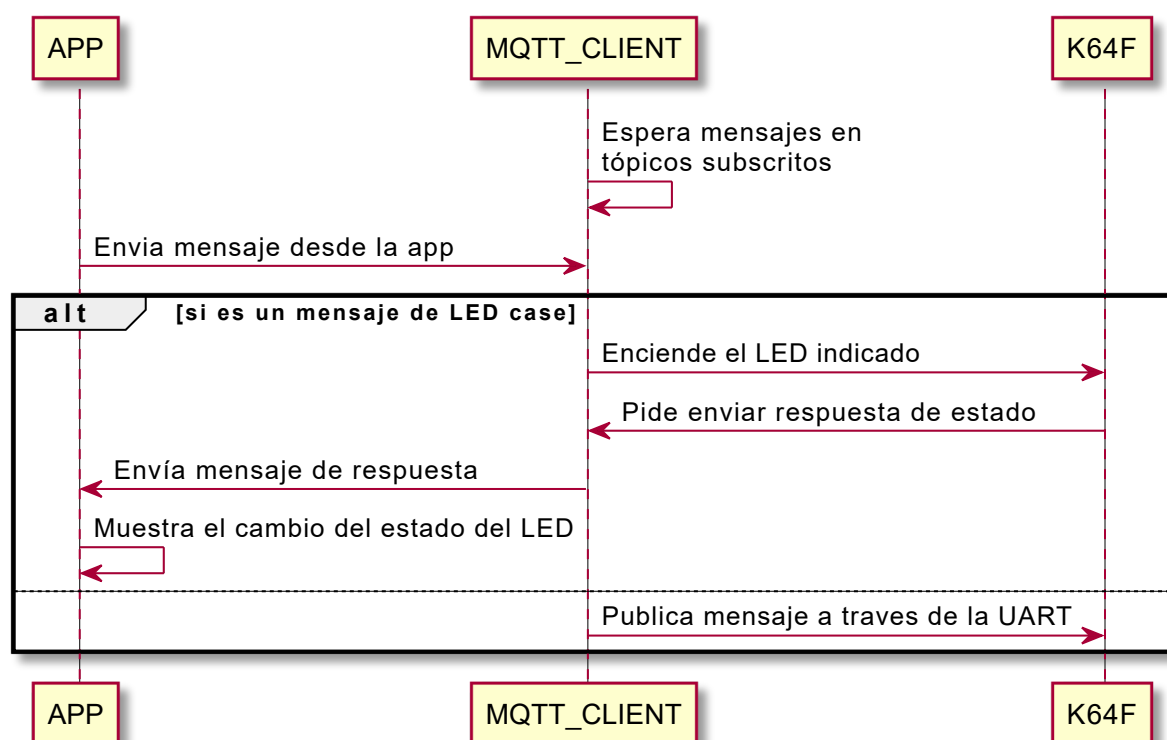 APP
MQTT_CLIENT
K64F
Espera mensajes en
tópicos subscritos
Envia mensaje desde la app
alt
[si es un mensaje de LED case]
Enciende el LED indicado
Pide enviar respuesta de estado
Envía mensaje de respuesta
Muestra el cambio del estado del LED
Publica mensaje a traves de la UART
APP
MQTT_CLIENT
K64F